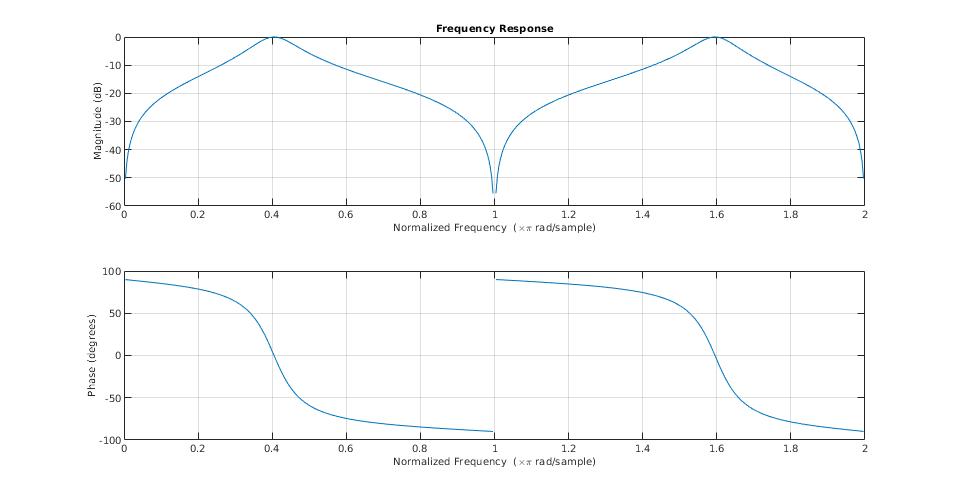 Frequency Response
0
-10
-20
-30
-40
-50
-60
Magnitude (dB)
0 0.2 0.4 0.6 0.8 1 1.2 1.4 1.6 1.8 2
Normalized Frequency (×π rad/sample)
100
50
0
-50
-100
Phase (degrees)
0 0.2 0.4 0.6 0.8 1 1.2 1.4 1.6 1.8 2
Normalized Frequency (×π rad/sample)